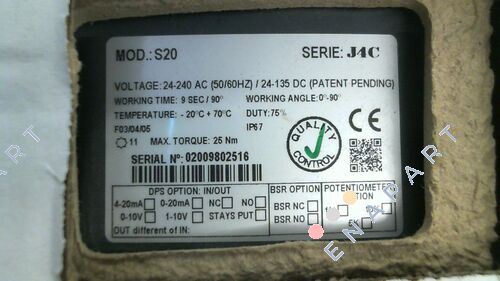 MOD.: S20 SERIE: J4C
VOLTAGE: 24-240 AC (50/60HZ) / 24-135 DC (PATENT PENDING)
WORKING TIME: 9 SEC / 90° WORKING ANGLE: 0°-90°
TEMPERATURE: - 20°C + 70°C DUTY: 75%
F03/04/05 IP67
11 MAX. TORQUE: 25 Nm
SERIAL Nº: 02009802516
QUALITY CONTROL
CE
DPS OPTION: IN/OUT
4-20mA 0-20mA NC NO
0-10V 1-10V STAYS PUT
OUT different of IN:
BSR OPTION
BSR NC
BSR NO
POTENTIOMETER
OPTION
5K
ENAPART